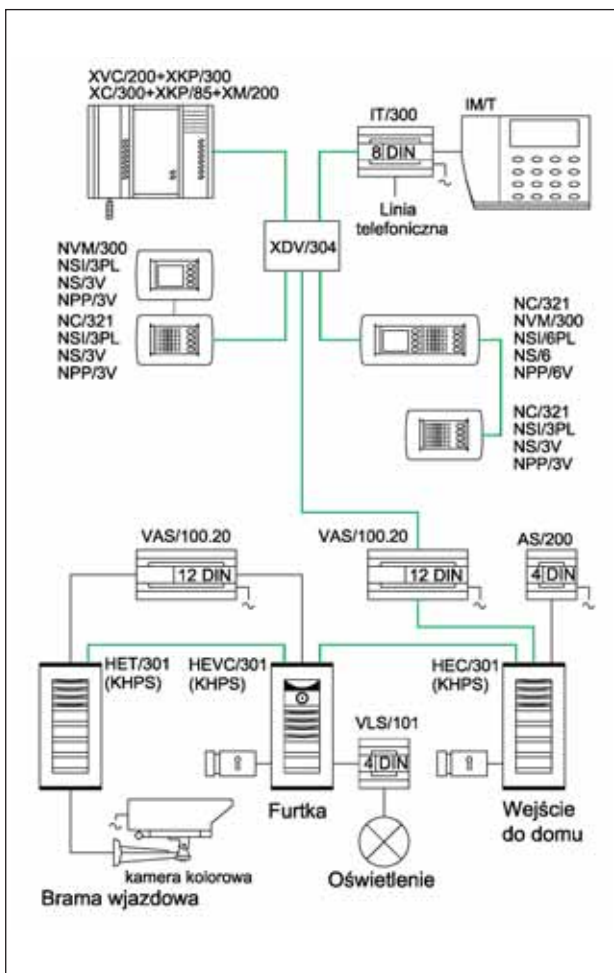 XVC/200+XKP/300
XC/300+XKP/85+XM/200
IT/300
IM/T
8 DIN
Linia
telefoniczna
XDV/304
NVM/300
NSI/3PL
NS/3V
NPP/3V
NC/321
NSI/3PL
NS/3V
NPP/3V
NC/321
NVM/300
NSI/6PL
NS/6
NPP/6V
NC/321
NSI/3PL
NS/3V
NPP/3V
VAS/100.20
12 DIN
VAS/100.20
12 DIN
AS/200
4 DIN
HET/301
(KHPS)
HEVC/301
(KHPS)
HEC/301
(KHPS)
VLS/101
4 DIN
Furtka
Wejście
do domu
kamera kolorowa
Brama wjazdowa
Oświetlenie